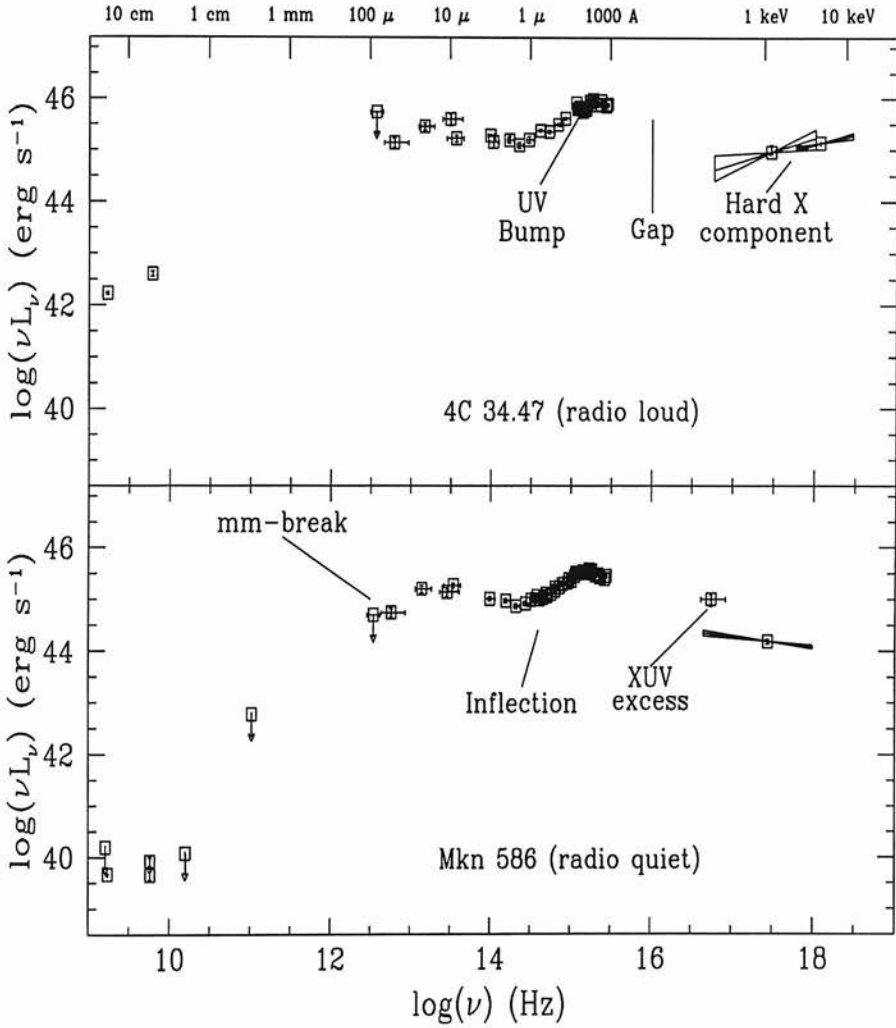 10 cm 1 cm 1 mm 100 μ 10 μ 1 μ 1000 A 1 keV 10 keV
log(νL_ν) (erg s⁻¹)
46
44
42
40
UV
Bump
Gap
Hard X
component
4C 34.47 (radio loud)
log(νL_ν) (erg s⁻¹)
46
44
42
40
mm-break
Inflection
XUV
excess
Mkn 586 (radio quiet)
10 12 14 16 18
log(ν) (Hz)